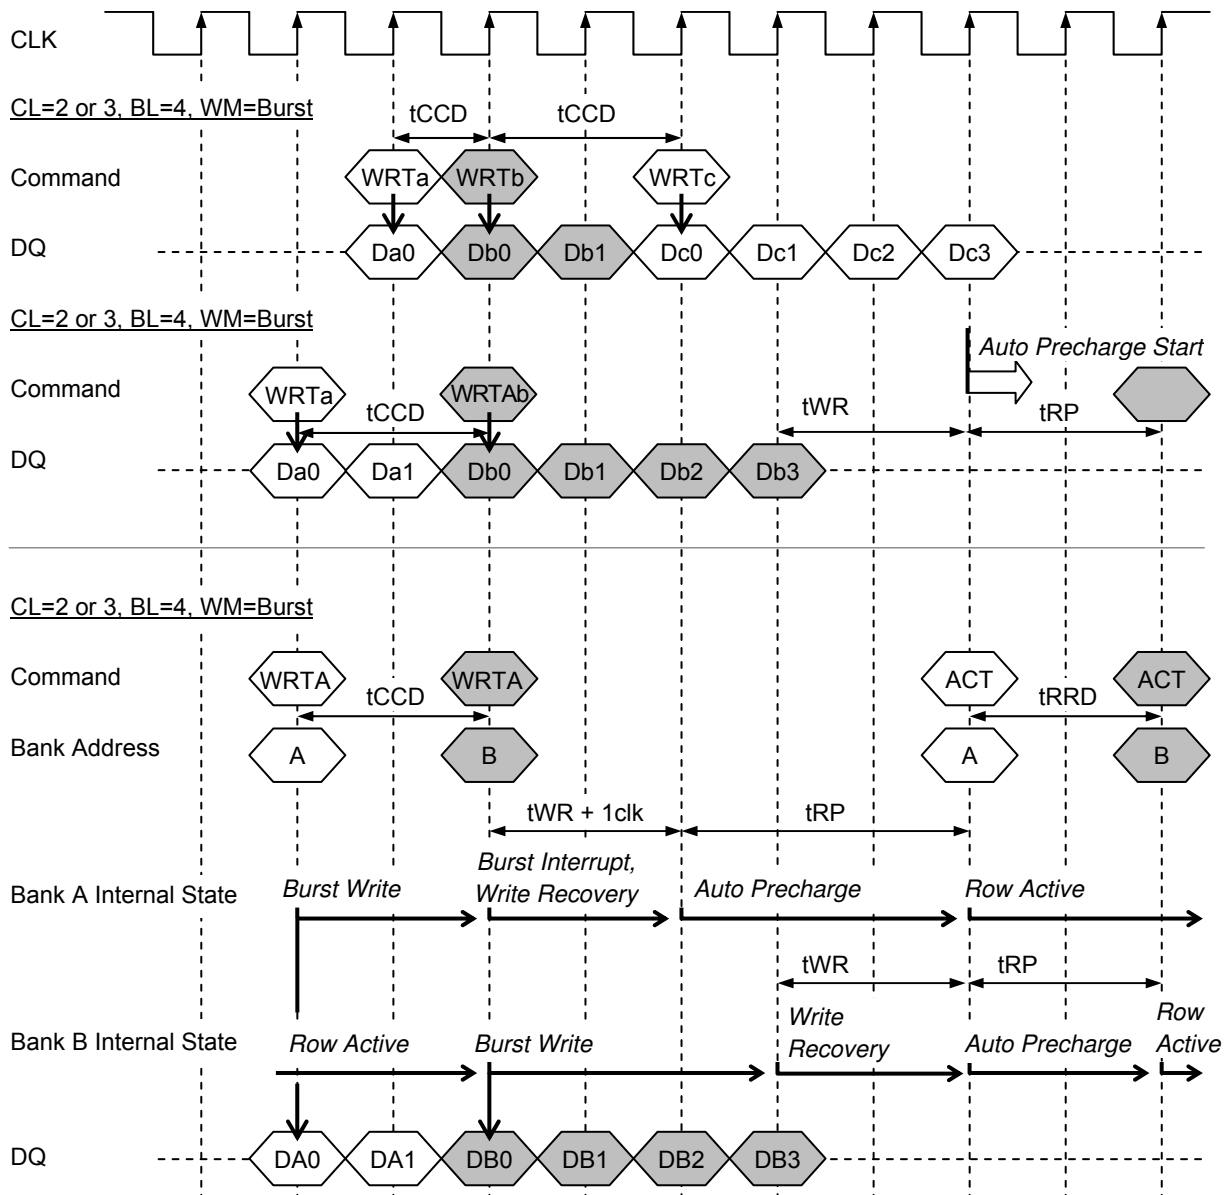 CLK
CL=2 or 3, BL=4, WM=Burst
tCCD tCCD
Command WRTa WRTb WRTc
DQ Da0 Db0 Db1 Dc0 Dc1 Dc2 Dc3
CL=2 or 3, BL=4, WM=Burst
Auto Precharge Start
Command WRTa WRTAb
tCCD tWR tRP
DQ Da0 Da1 Db0 Db1 Db2 Db3
CL=2 or 3, BL=4, WM=Burst
Command WRTA WRTA ACT ACT
tCCD tRRD
Bank Address A B A B
tWR + 1clk tRP
Burst Interrupt,
Bank A Internal State Burst Write Write Recovery Auto Precharge Row Active
tWR tRP
Write Row
Bank B Internal State Row Active Burst Write Recovery Auto Precharge Active
DQ DA0 DA1 DB0 DB1 DB2 DB3